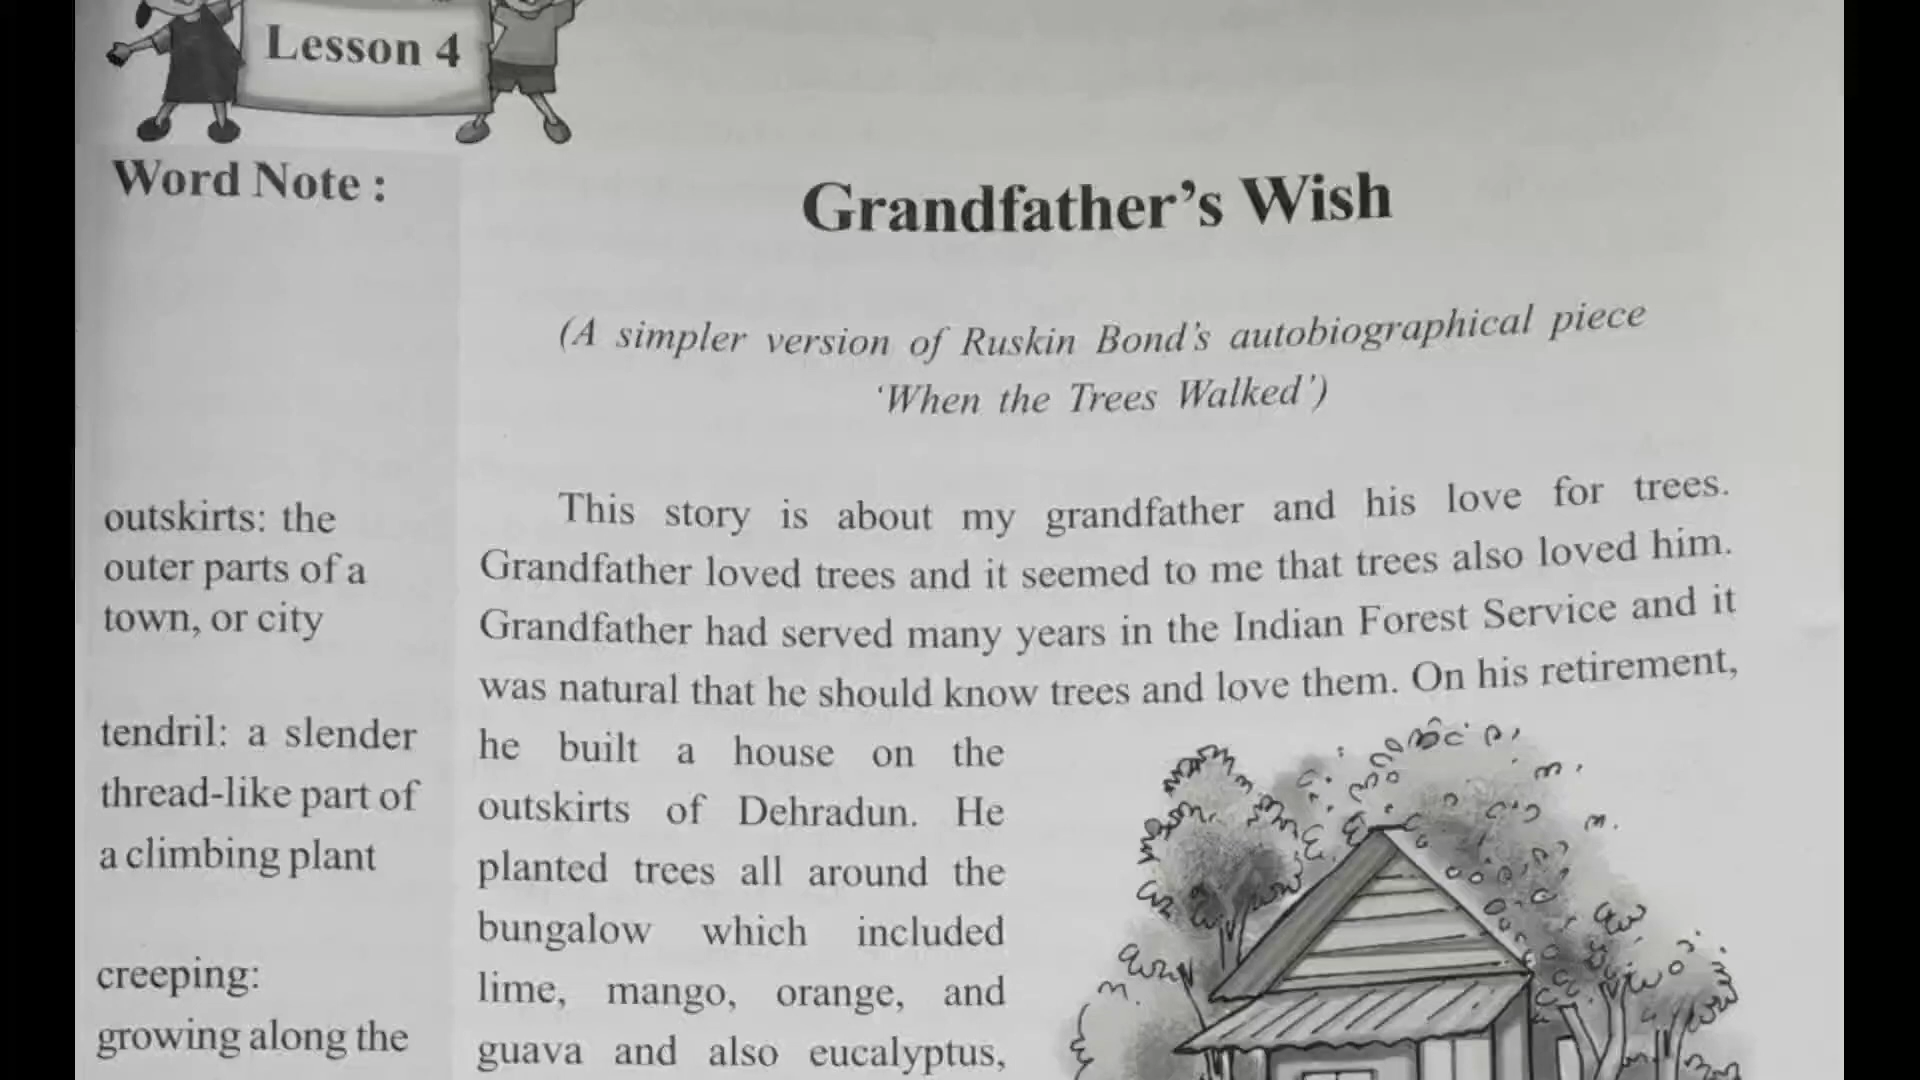 Lesson 4
Word Note :
Grandfather's Wish
(A simpler version of Ruskin Bond's autobiographical piece
'When the Trees Walked')
outskirts: the
outer parts of a
town, or city
tendril: a slender
thread-like part of
a climbing plant
creeping:
growing along the
This story is about my grandfather and his love for trees.
Grandfather loved trees and it seemed to me that trees also loved him.
Grandfather had served many years in the Indian Forest Service and it
was natural that he should know trees and love them. On his retirement,
he built a house on the
outskirts of Dehradun. He
planted trees all around the
bungalow which included
lime, mango, orange, and
guava and also eucalyptus,